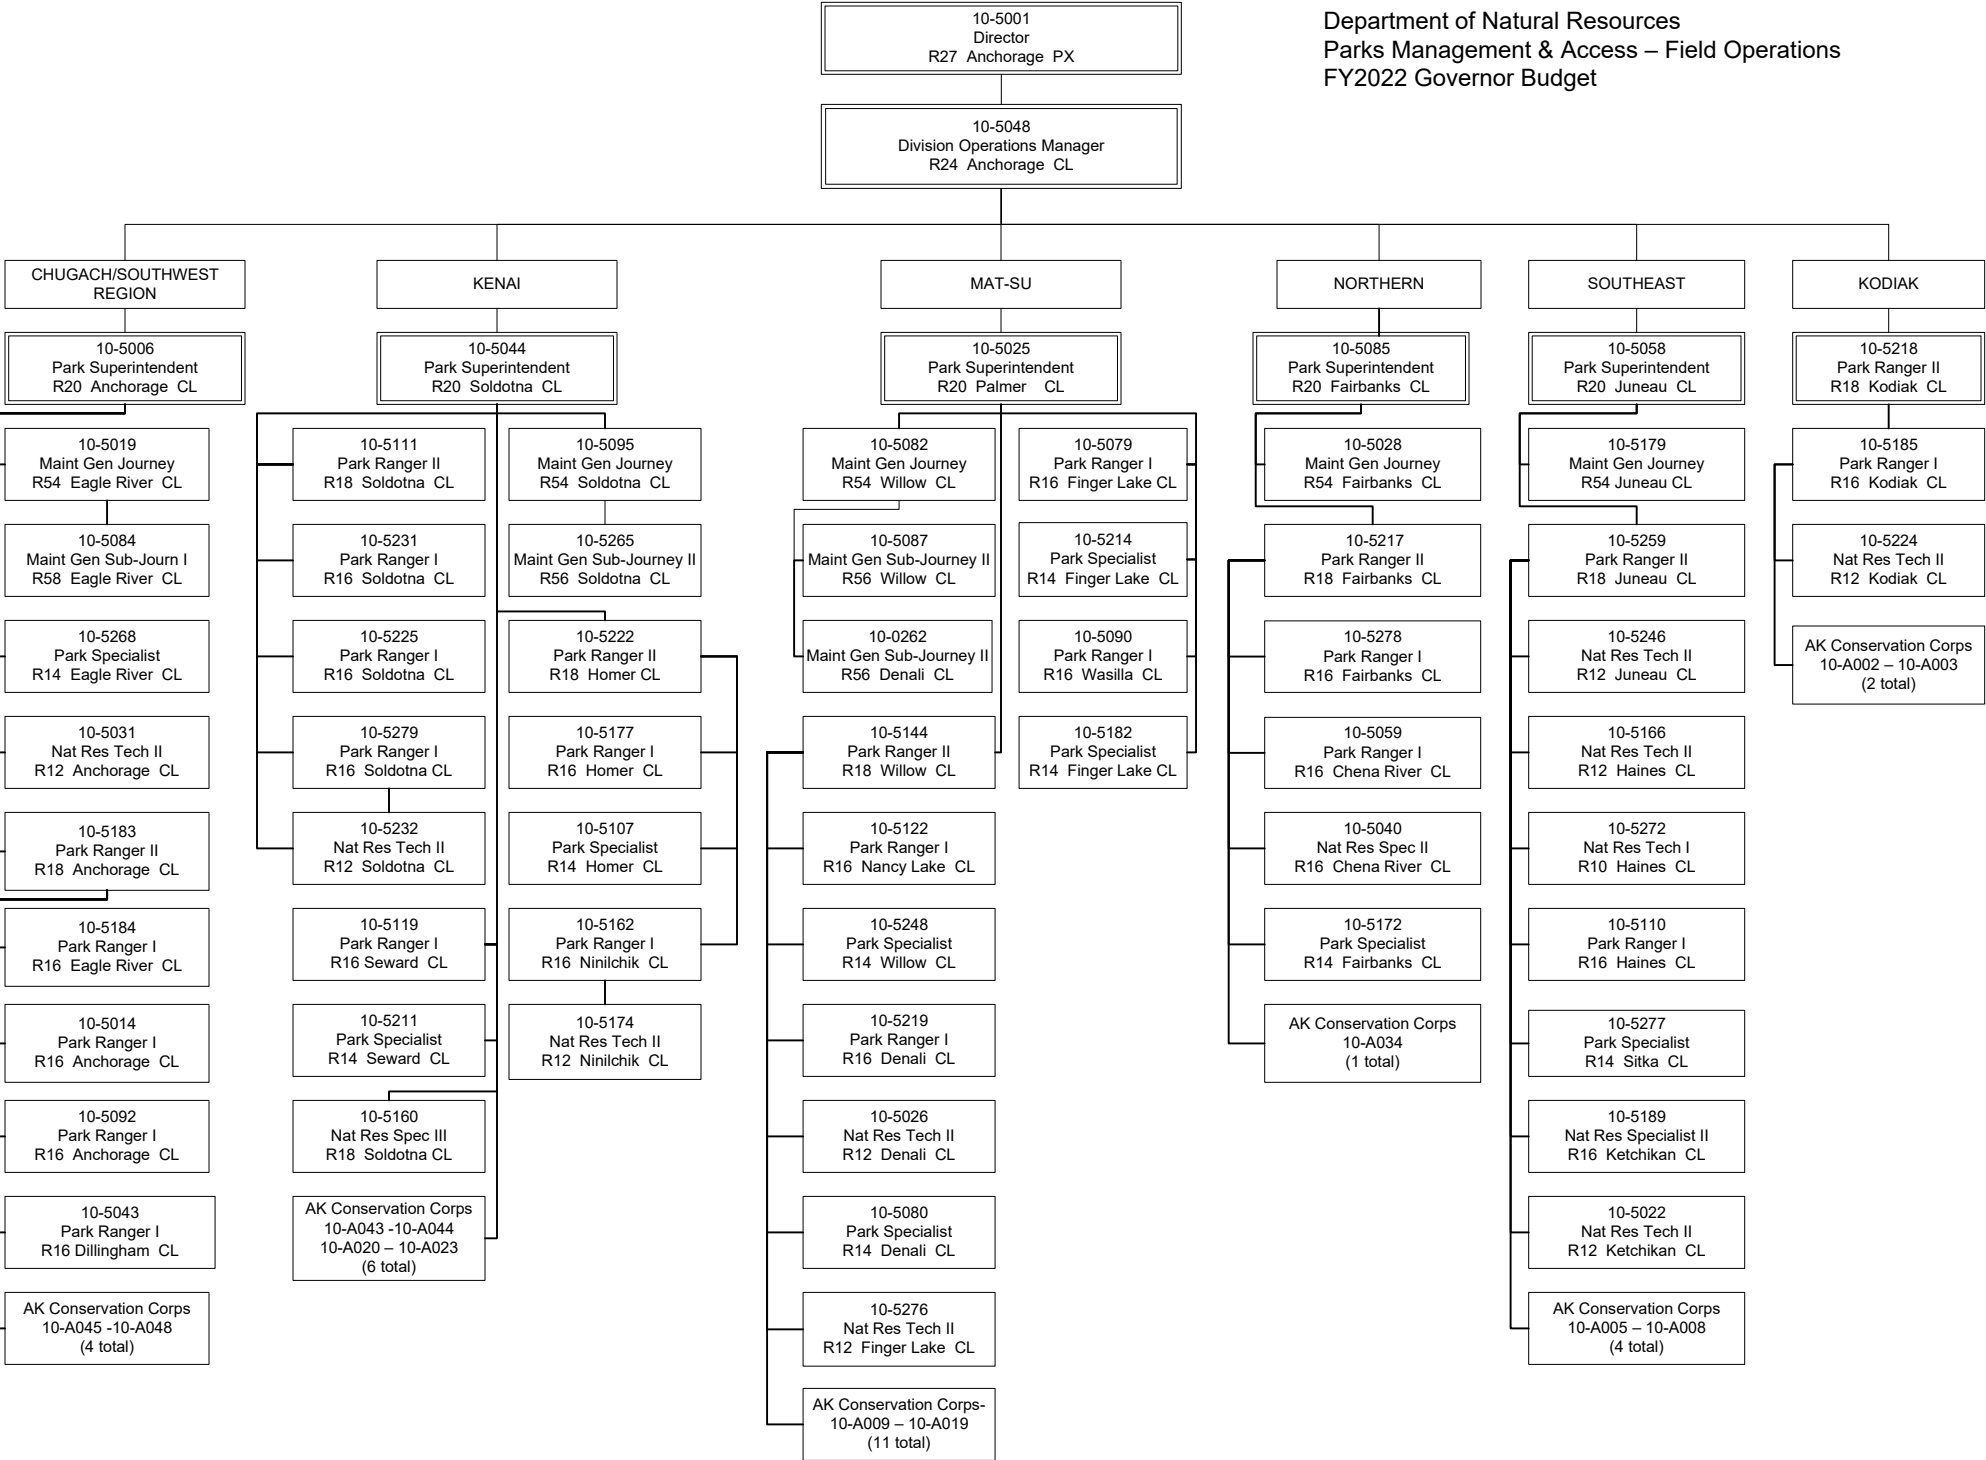 10-5001
Director
R27 Anchorage PX
Department of Natural Resources
Parks Management & Access – Field Operations
FY2022 Governor Budget
10-5048
Division Operations Manager
R24 Anchorage CL
CHUGACH/SOUTHWEST
REGION
10-5006
Park Superintendent
R20 Anchorage CL
10-5019
Maint Gen Journey
R54 Eagle River CL
10-5084
Maint Gen Sub-Journ I
R58 Eagle River CL
10-5268
Park Specialist
R14 Eagle River CL
10-5031
Nat Res Tech II
R12 Anchorage CL
10-5183
Park Ranger II
R18 Anchorage CL
10-5184
Park Ranger I
R16 Eagle River CL
10-5014
Park Ranger I
R16 Anchorage CL
10-5092
Park Ranger I
R16 Anchorage CL
10-5043
Park Ranger I
R16 Dillingham CL
AK Conservation Corps
10-A045 -10-A048
(4 total)
KENAI
10-5044
Park Superintendent
R20 Soldotna CL
10-5111
Park Ranger II
R18 Soldotna CL
10-5231
Park Ranger I
R16 Soldotna CL
10-5225
Park Ranger I
R16 Soldotna CL
10-5279
Park Ranger I
R16 Soldotna CL
10-5232
Nat Res Tech II
R12 Soldotna CL
10-5119
Park Ranger I
R16 Seward CL
10-5211
Park Specialist
R14 Seward CL
10-5160
Nat Res Spec III
R18 Soldotna CL
AK Conservation Corps
10-A043 -10-A044
10-A020 – 10-A023
(6 total)
10-5095
Maint Gen Journey
R54 Soldotna CL
10-5265
Maint Gen Sub-Journey II
R56 Soldotna CL
10-5222
Park Ranger II
R18 Homer CL
10-5177
Park Ranger I
R16 Homer CL
10-5107
Park Specialist
R14 Homer CL
10-5162
Park Ranger I
R16 Ninilchik CL
10-5174
Nat Res Tech II
R12 Ninilchik CL
MAT-SU
10-5025
Park Superintendent
R20 Palmer CL
10-5082
Maint Gen Journey
R54 Willow CL
10-5087
Maint Gen Sub-Journey II
R56 Willow CL
10-0262
Maint Gen Sub-Journey II
R56 Denali CL
10-5144
Park Ranger II
R18 Willow CL
10-5122
Park Ranger I
R16 Nancy Lake CL
10-5248
Park Specialist
R14 Willow CL
10-5219
Park Ranger I
R16 Denali CL
10-5026
Nat Res Tech II
R12 Denali CL
10-5080
Park Specialist
R14 Denali CL
10-5276
Nat Res Tech II
R12 Finger Lake CL
AK Conservation Corps-
10-A009 – 10-A019
(11 total)
10-5079
Park Ranger I
R16 Finger Lake CL
10-5214
Park Specialist
R14 Finger Lake CL
10-5090
Park Ranger I
R16 Wasilla CL
10-5182
Park Specialist
R14 Finger Lake CL
NORTHERN
10-5085
Park Superintendent
R20 Fairbanks CL
10-5028
Maint Gen Journey
R54 Fairbanks CL
10-5217
Park Ranger II
R18 Fairbanks CL
10-5278
Park Ranger I
R16 Fairbanks CL
10-5059
Park Ranger I
R16 Chena River CL
10-5040
Nat Res Spec II
R16 Chena River CL
10-5172
Park Specialist
R14 Fairbanks CL
AK Conservation Corps
10-A034
(1 total)
SOUTHEAST
10-5058
Park Superintendent
R20 Juneau CL
10-5179
Maint Gen Journey
R54 Juneau CL
10-5259
Park Ranger II
R18 Juneau CL
10-5246
Nat Res Tech II
R12 Juneau CL
10-5166
Nat Res Tech II
R12 Haines CL
10-5272
Nat Res Tech I
R10 Haines CL
10-5110
Park Ranger I
R16 Haines CL
10-5277
Park Specialist
R14 Sitka CL
10-5189
Nat Res Specialist II
R16 Ketchikan CL
10-5022
Nat Res Tech II
R12 Ketchikan CL
AK Conservation Corps
10-A005 – 10-A008
(4 total)
KODIAK
10-5218
Park Ranger II
R18 Kodiak CL
10-5185
Park Ranger I
R16 Kodiak CL
10-5224
Nat Res Tech II
R12 Kodiak CL
AK Conservation Corps
10-A002 – 10-A003
(2 total)